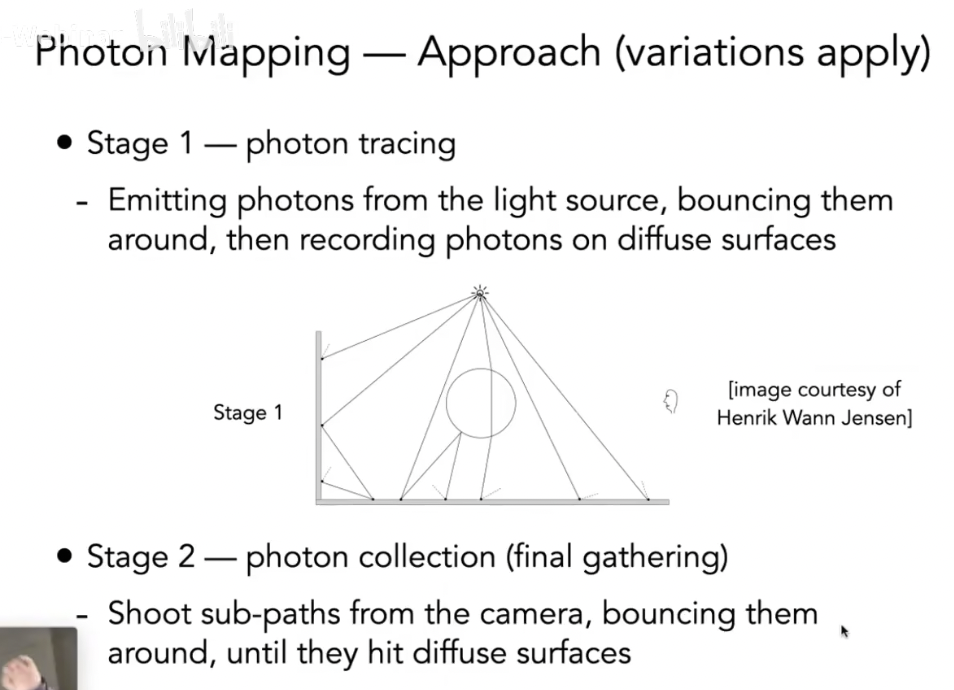 Photon Mapping — Approach (variations apply)
• Stage 1 — photon tracing
- Emitting photons from the light source, bouncing them
around, then recording photons on diffuse surfaces
Stage 1
[image courtesy of
Henrik Wann Jensen]
• Stage 2 — photon collection (final gathering)
- Shoot sub-paths from the camera, bouncing them
around, until they hit diffuse surfaces